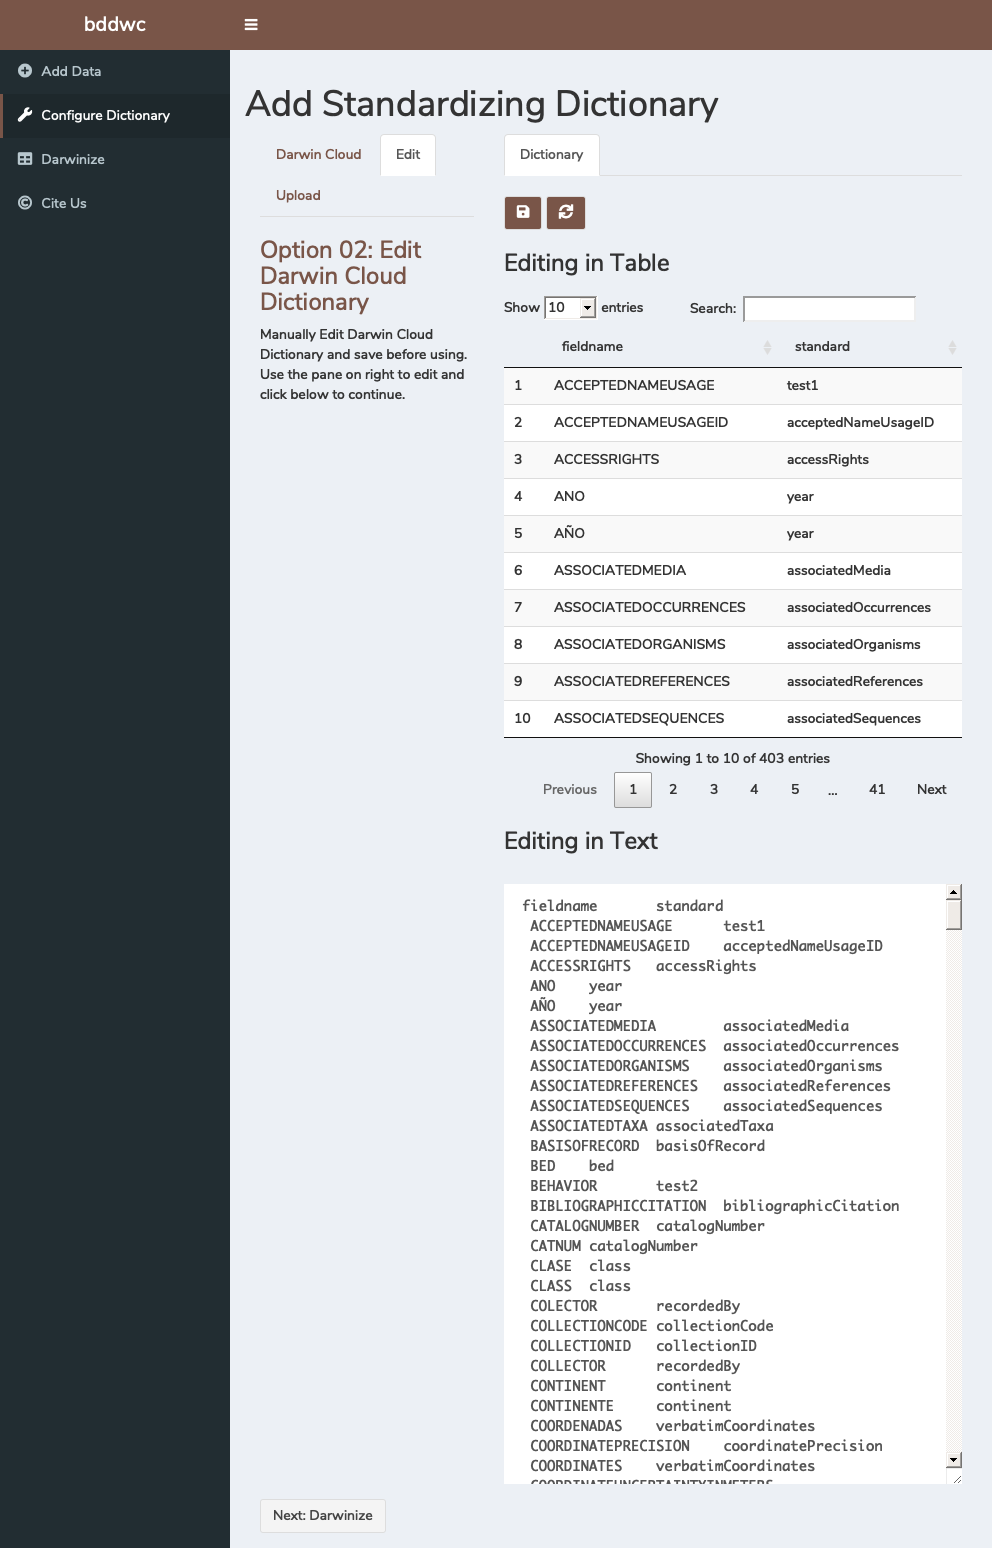 bddwc
Add Data
Configure Dictionary
Darwinize
Cite Us
Add Standardizing Dictionary
Darwin Cloud
Edit
Upload
Option 02: Edit
Darwin Cloud
Dictionary
Manually Edit Darwin Cloud
Dictionary and save before using.
Use the pane on right to edit and
click below to continue.
Dictionary
Editing in Table
Show 10 entries Search:
fieldname standard
1 ACCEPTEDNAMEUSAGE test1
2 ACCEPTEDNAMEUSAGEID acceptedNameUsageID
3 ACCESSRIGHTS accessRights
4 ANO year
5 AÑO year
6 ASSOCIATEDMEDIA associatedMedia
7 ASSOCIATEDOCCURRENCES associatedOccurrences
8 ASSOCIATEDORGANISMS associatedOrganisms
9 ASSOCIATEDREFERENCES associatedReferences
10 ASSOCIATEDSEQUENCES associatedSequences
Showing 1 to 10 of 403 entries
Previous 1 2 3 4 5 ... 41 Next
Editing in Text
fieldname standard
ACCEPTEDNAMEUSAGE test1
ACCEPTEDNAMEUSAGEID acceptedNameUsageID
ACCESSRIGHTS accessRights
ANO year
AÑO year
ASSOCIATEDMEDIA associatedMedia
ASSOCIATEDOCCURRENCES associatedOccurrences
ASSOCIATEDORGANISMS associatedOrganisms
ASSOCIATEDREFERENCES associatedReferences
ASSOCIATEDSEQUENCES associatedSequences
ASSOCIATEDTAXA associatedTaxa
BASISOFRECORD basisOfRecord
BED bed
BEHAVIOR test2
BIBLIOGRAPHICCITATION bibliographicCitation
CATALOGNUMBER catalogNumber
CATNUM catalogNumber
CLASE class
CLASS class
COLECTOR recordedBy
COLLECTIONCODE collectionCode
COLLECTIONID collectionID
COLLECTOR recordedBy
CONTINENT continent
CONTINENTE continent
COORDENADAS verbatimCoordinates
COORDINATEPRECISION coordinatePrecision
COORDINATES verbatimCoordinates
COORDINATEUNCERTAINTYINMETERS
Next: Darwinize